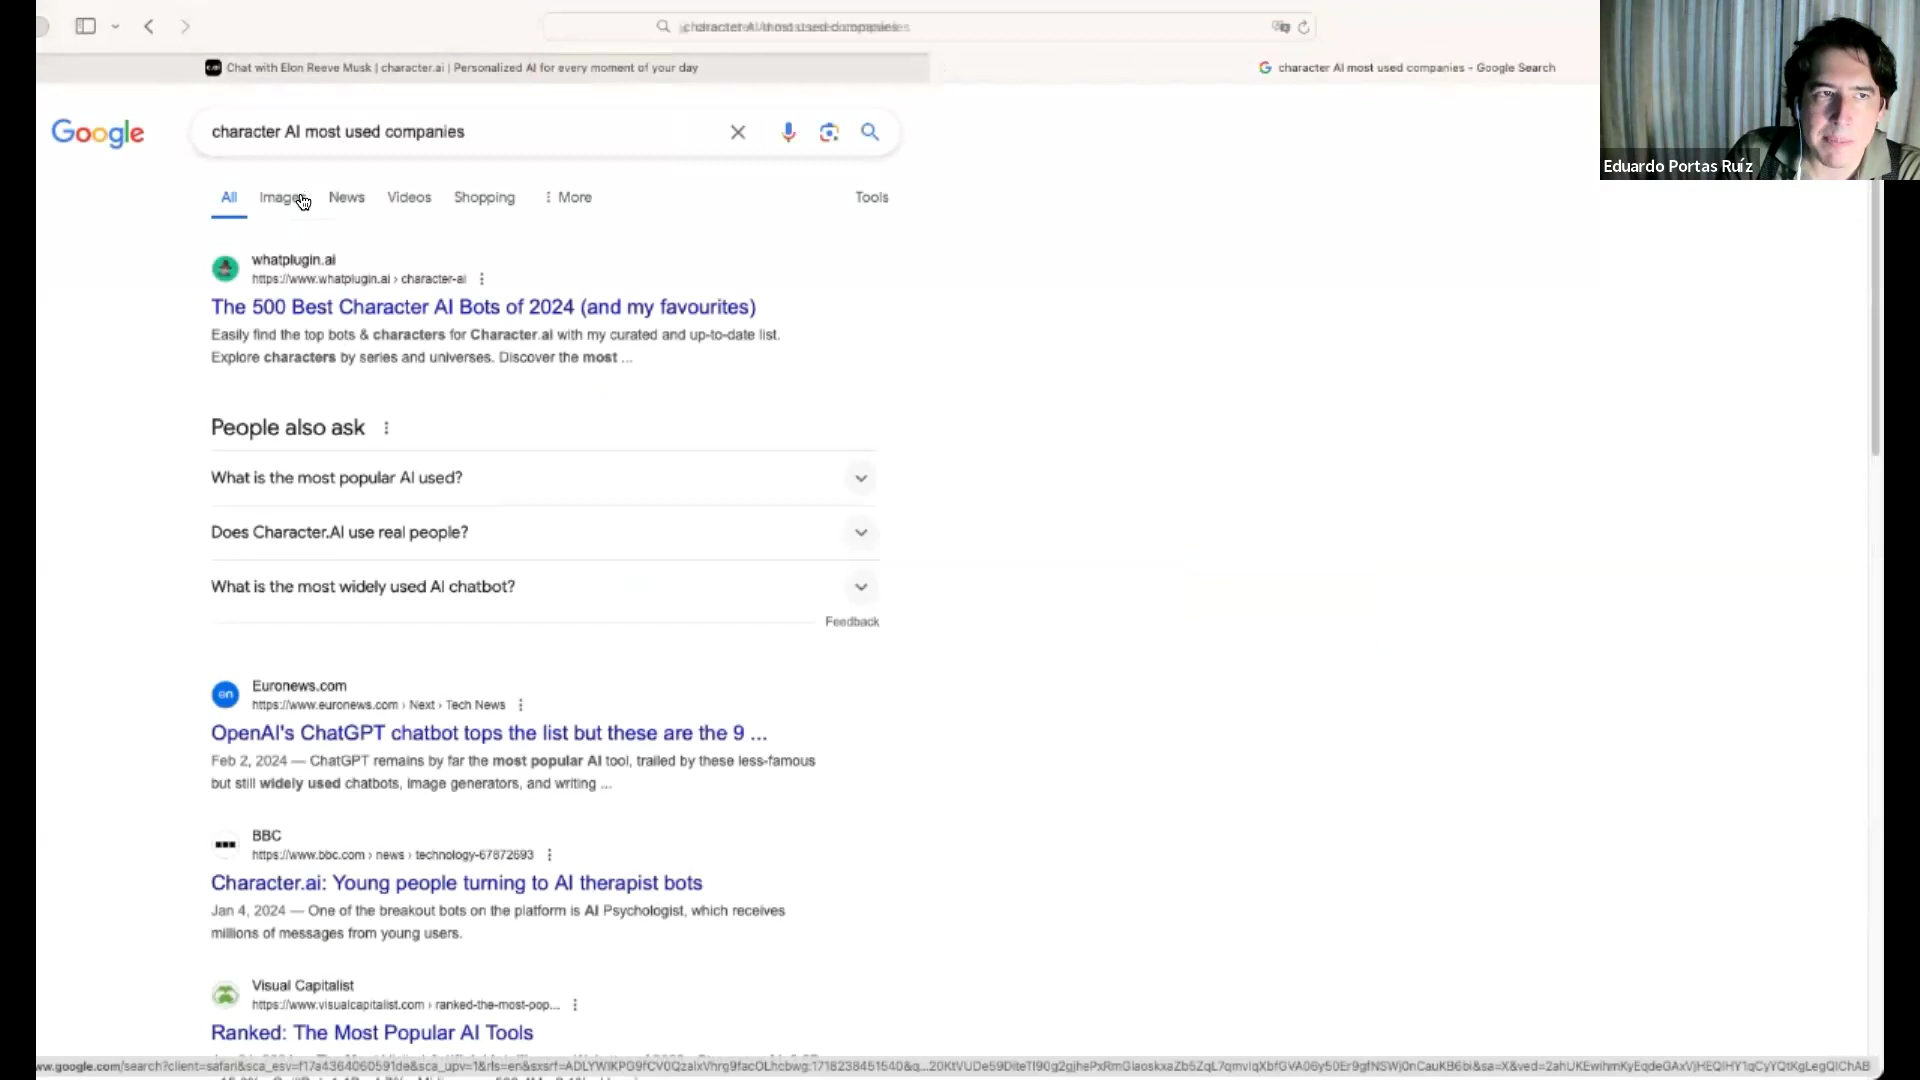 character AI most used companies
Chat with Elon Reeve Musk | character.ai | Personalized AI for every moment of your day
character AI most used companies - Google Search
Eduardo Portas Ruíz
Google
character AI most used companies
All Images News Videos Shopping More Tools
whatplugin.ai
https://www.whatplugin.ai › character-ai
The 500 Best Character AI Bots of 2024 (and my favourites)
Easily find the top bots & characters for Character.ai with my curated and up-to-date list.
Explore characters by series and universes. Discover the most ...
People also ask
What is the most popular AI used?
Does Character.AI use real people?
What is the most widely used AI chatbot?
Feedback
en
Euronews.com
https://www.euronews.com › Next › Tech News
OpenAI's ChatGPT chatbot tops the list but these are the 9 ...
Feb 2, 2024 — ChatGPT remains by far the most popular AI tool, trailed by these less-famous
but still widely used chatbots, image generators, and writing ...
BBC
https://www.bbc.com › news › technology-67872693
Character.ai: Young people turning to AI therapist bots
Jan 4, 2024 — One of the breakout bots on the platform is AI Psychologist, which receives
millions of messages from young users.
Visual Capitalist
https://www.visualcapitalist.com › ranked-the-most-pop...
Ranked: The Most Popular AI Tools